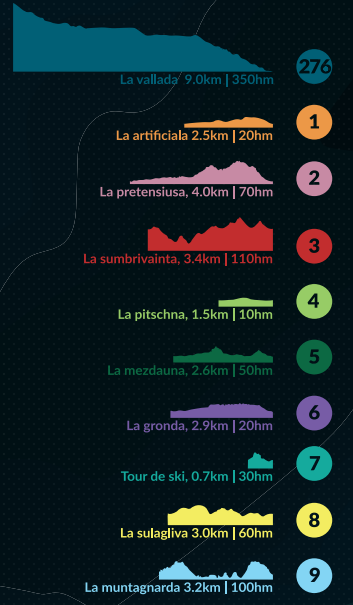 276
La vallada 9.0km | 350hm
1
La artificiala 2.5km | 20hm
2
La pretensiusa, 4.0km | 70hm
3
La sumbrivainta, 3.4km | 110hm
4
La pitschna, 1.5km | 10hm
5
La mezdauna, 2.6km | 50hm
6
La gronda, 2.9km | 20hm
7
Tour de ski, 0.7km | 30hm
8
La sulagliva 3.0km | 60hm
9
La muntagnarda 3.2km | 100hm